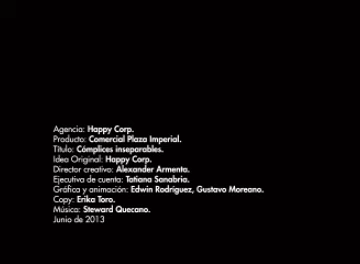 Agencia: Happy Corp.
Producto: Comercial Plaza Imperial.
Título: Cómplices inseparables.
Idea Original: Happy Corp.
Director creativo: Alexander Armenta.
Ejecutiva de cuenta: Tatiana Sanabria.
Gráfica y animación: Edwin Rodríguez, Gustavo Moreano.
Copy: Erika Toro.
Música: Steward Quecano.
Junio de 2013